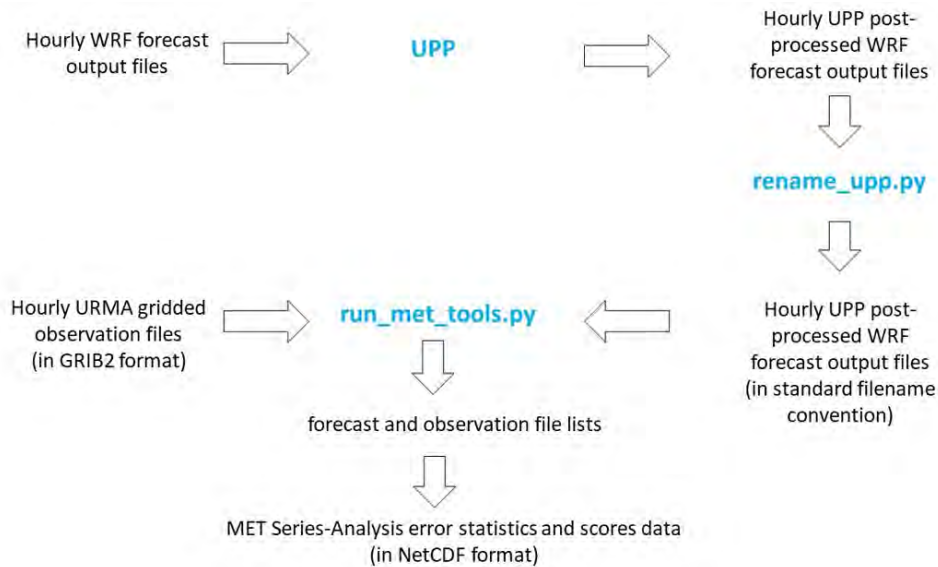 Hourly WRF forecast
output files
UPP
Hourly UPP post-
processed WRF
forecast output files
rename_upp.py
Hourly URMA gridded
observation files
(in GRIB2 format)
run_met_tools.py
Hourly UPP post-
processed WRF
forecast output files
(in standard filename
convention)
forecast and observation file lists
MET Series-Analysis error statistics and scores data
(in NetCDF format)